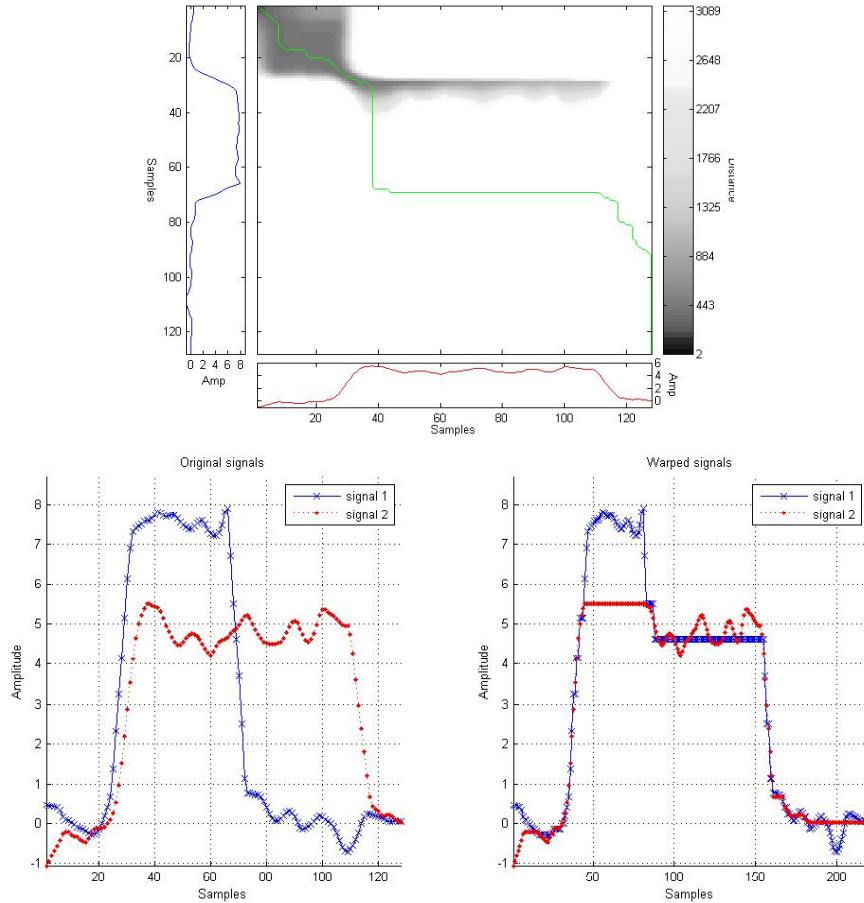 20
40
60
80
100
120
Samples
0 2 4 6 8
Amp
3089
2648
2207
1766
1325
884
443
2
Distance
6
4
2
0
Amp
20 40 60 80 100 120
Samples
Original signals
signal 1
signal 2
8
7
6
5
4
3
2
1
0
-1
Amplitude
20 40 60 80 00 120
Samples
Warped signals
signal 1
signal 2
8
7
6
5
4
3
2
1
0
-1
Amplitude
50 100 150 200
Samples